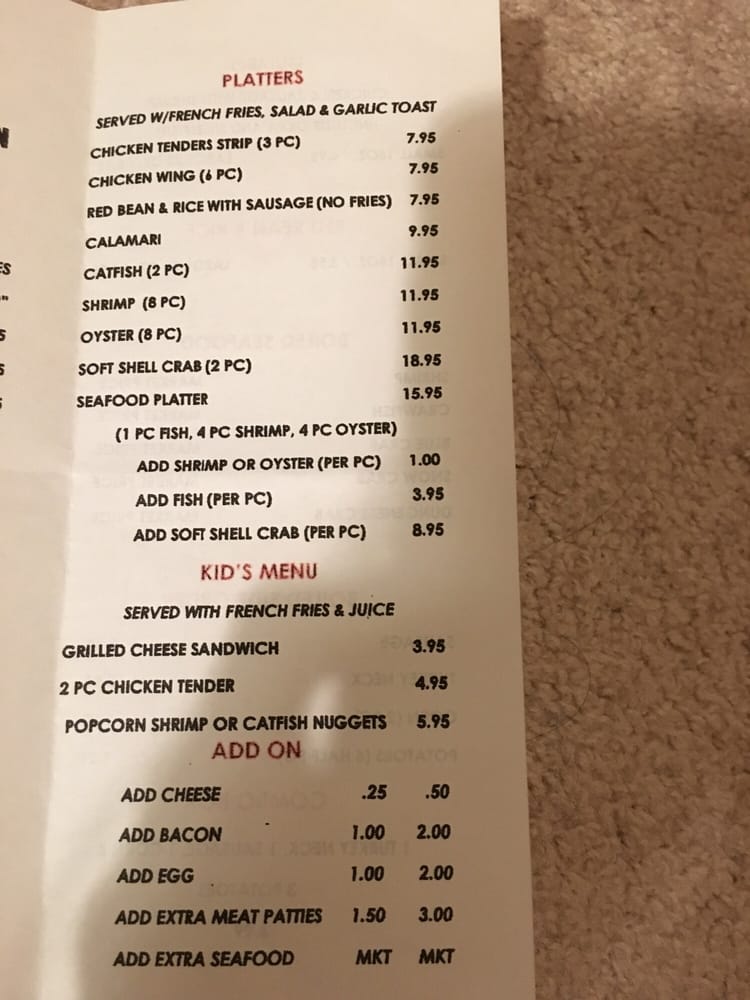 PLATTERS
SERVED W/FRENCH FRIES, SALAD & GARLIC TOAST
CHICKEN TENDERS STRIP (3 PC) 7.95
CHICKEN WING (6 PC) 7.95
RED BEAN & RICE WITH SAUSAGE (NO FRIES) 7.95
CALAMARI 9.95
CATFISH (2 PC) 11.95
SHRIMP (8 PC) 11.95
OYSTER (8 PC) 11.95
SOFT SHELL CRAB (2 PC) 18.95
SEAFOOD PLATTER 15.95
(1 PC FISH, 4 PC SHRIMP, 4 PC OYSTER)
ADD SHRIMP OR OYSTER (PER PC) 1.00
ADD FISH (PER PC) 3.95
ADD SOFT SHELL CRAB (PER PC) 8.95
KID'S MENU
SERVED WITH FRENCH FRIES & JUICE
GRILLED CHEESE SANDWICH 3.95
2 PC CHICKEN TENDER 4.95
POPCORN SHRIMP OR CATFISH NUGGETS 5.95
ADD ON
ADD CHEESE .25 .50
ADD BACON 1.00 2.00
ADD EGG 1.00 2.00
ADD EXTRA MEAT PATTIES 1.50 3.00
ADD EXTRA SEAFOOD MKT MKT